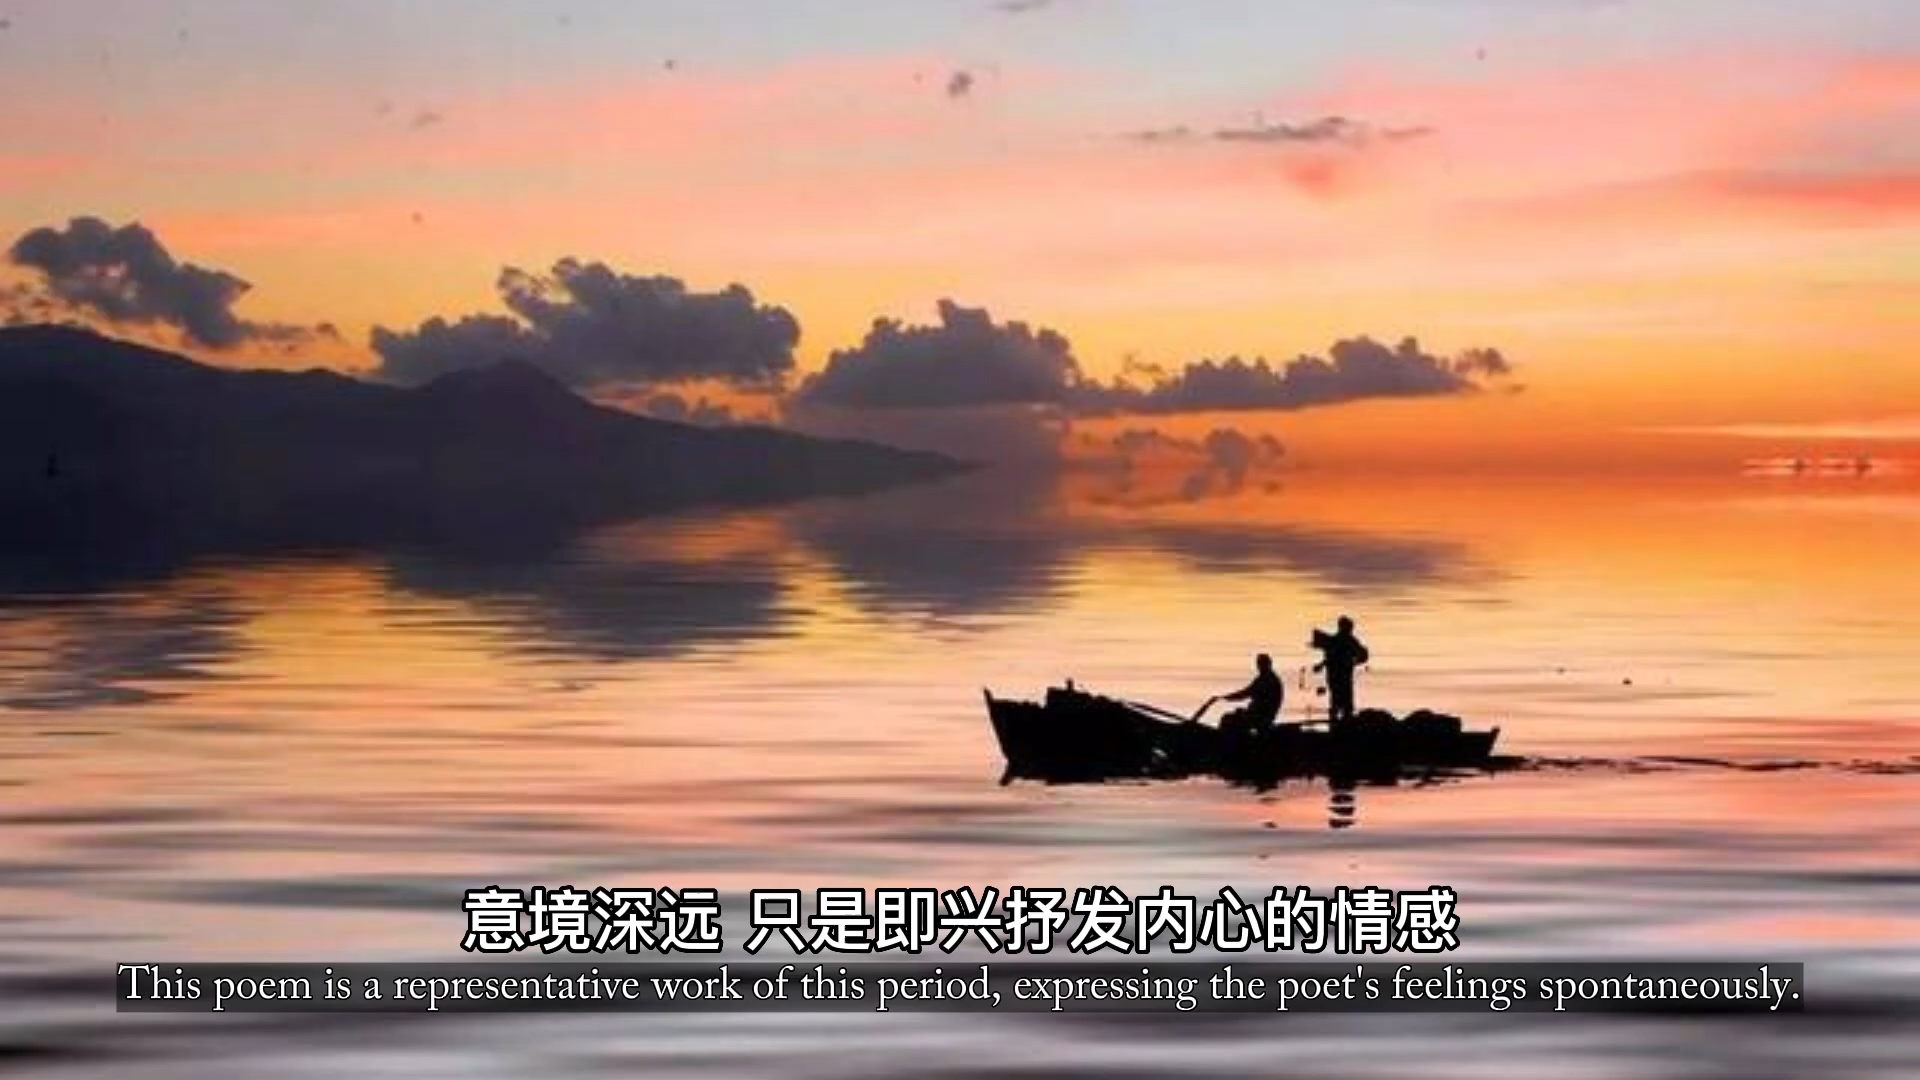 意境深远 只是即兴抒发内心的情感
This poem is a representative work of this period, expressing the poet's feelings spontaneously.